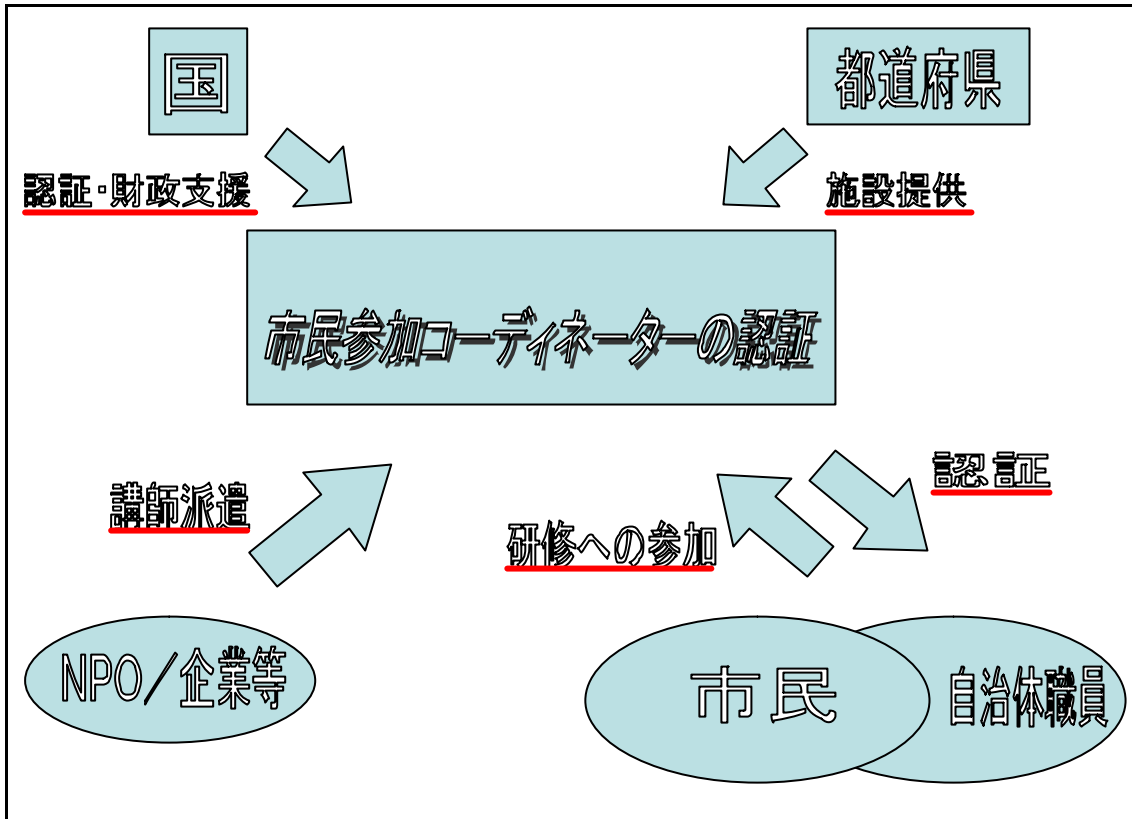 国
都道府県
認証・財政支援
施設提供
市民参加コーディネーターの認証
認証
講師派遣
研修への参加
NPO／企業等
市民
自治体職員